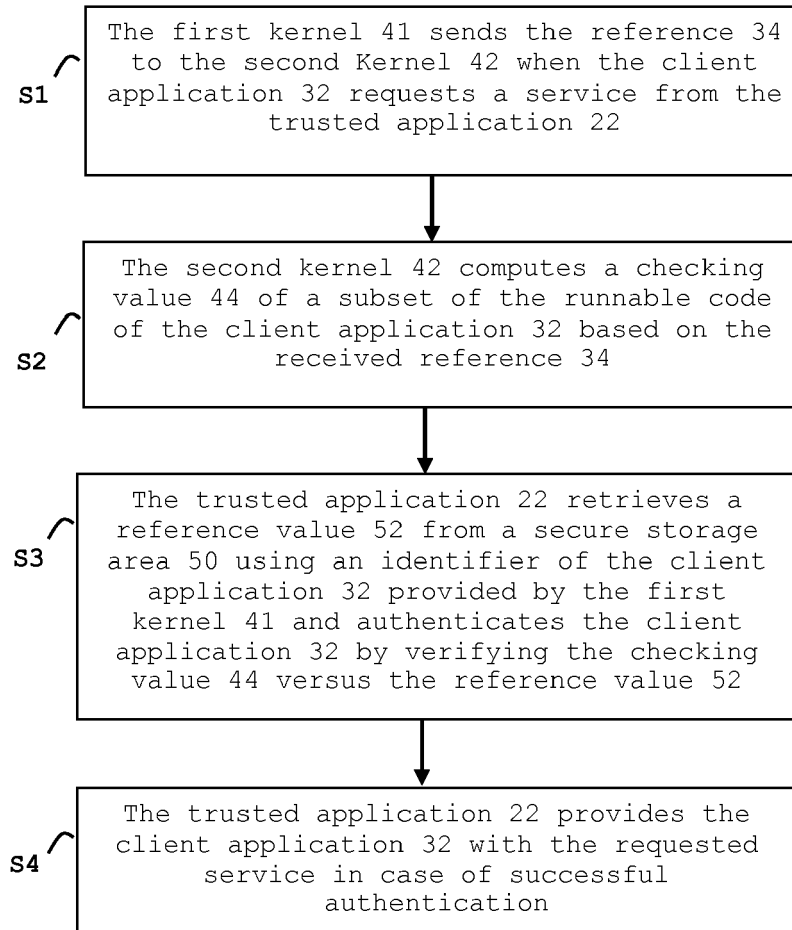 The first kernel 41 sends the reference 34
to the second Kernel 42 when the client
application 32 requests a service from the
trusted application 22
S1
The second kernel 42 computes a checking
value 44 of a subset of the runnable code
of the client application 32 based on the
received reference 34
S2
The trusted application 22 retrieves a
reference value 52 from a secure storage
area 50 using an identifier of the client
application 32 provided by the first
kernel 41 and authenticates the client
application 32 by verifying the checking
value 44 versus the reference value 52
S3
The trusted application 22 provides the
client application 32 with the requested
service in case of successful
authentication
S4